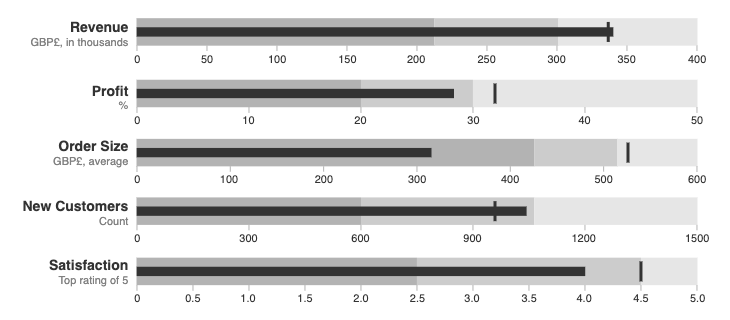 Revenue
GBP£, in thousands
0 50 100 150 200 250 300 350 400
Profit
%
0 10 20 30 40 50
Order Size
GBP£, average
0 100 200 300 400 500 600
New Customers
Count
0 300 600 900 1200 1500
Satisfaction
Top rating of 5
0 0.5 1.0 1.5 2.0 2.5 3.0 3.5 4.0 4.5 5.0